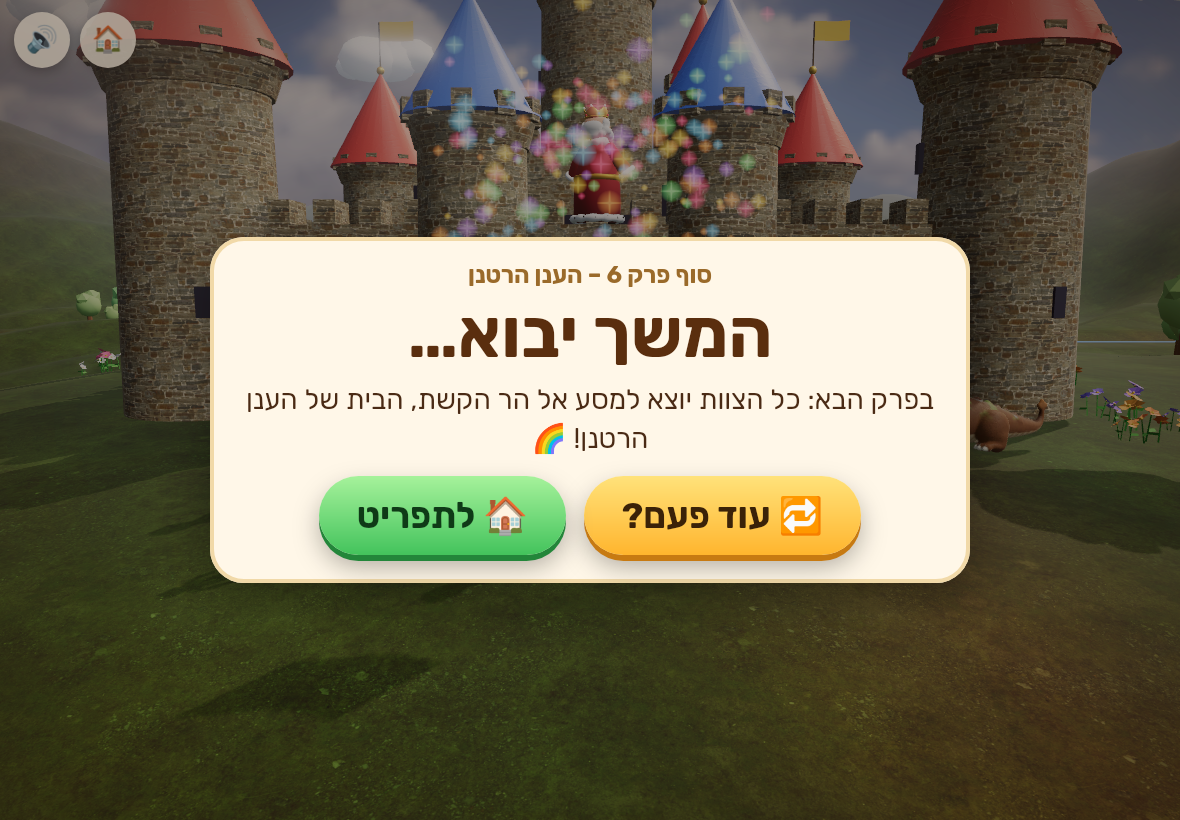 סוף פרק 6 – הענן הרטנן
המשך יבוא...
בפרק הבא: כל הצוות יוצא למסע אל הר הקשת, הבית של הענן
הרטנן! 🌈
🔁 עוד פעם?
🏠 לתפריט